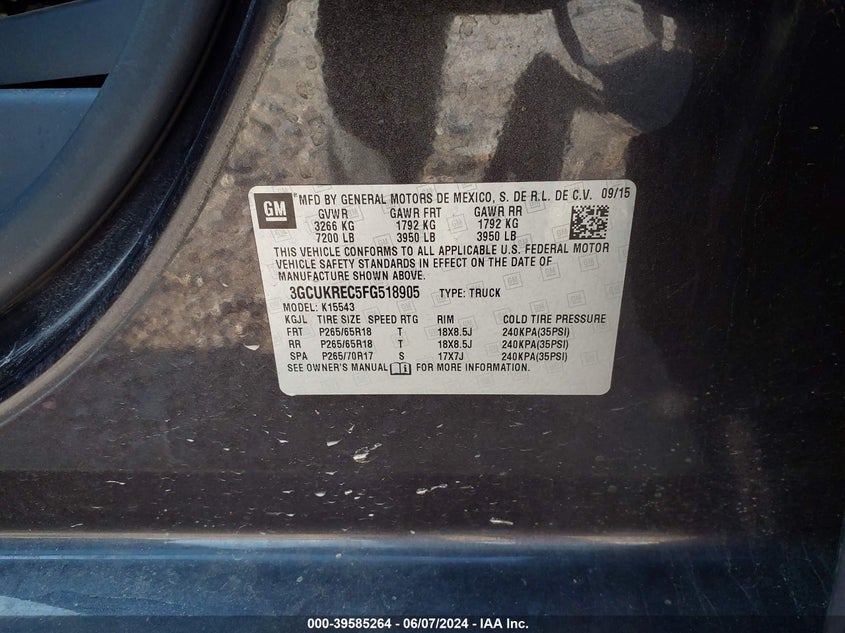 GM
® MFD BY GENERAL MOTORS DE MEXICO, S. DE R.L. DE C.V. 09/15
GVWR GAWR FRT GAWR RR
3266 KG 1792 KG 1792 KG
7200 LB 3950 LB 3950 LB
THIS VEHICLE CONFORMS TO ALL APPLICABLE U.S. FEDERAL MOTOR
VEHICLE SAFETY STANDARDS IN EFFECT ON THE DATE OF
MANUFACTURE SHOWN ABOVE.
3GCUKREC5FG518905 TYPE: TRUCK
MODEL: K15543
KGJL TIRE SIZE SPEED RTG RIM COLD TIRE PRESSURE
FRT P265/65R18 T 18X8.5J 240KPA(35PSI)
RR P265/65R18 T 18X8.5J 240KPA(35PSI)
SPA P265/70R17 S 17X7J 240KPA(35PSI)
SEE OWNER'S MANUAL FOR MORE INFORMATION.
000-39585264 - 06/07/2024 - IAA Inc.